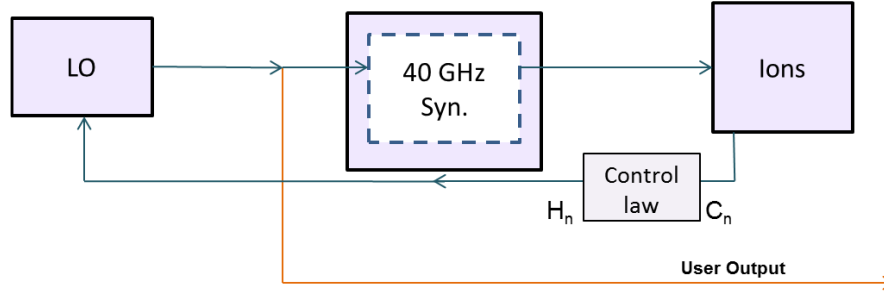 LO
40 GHz
Syn.
Ions
Control
law
Hn
Cn
User Output